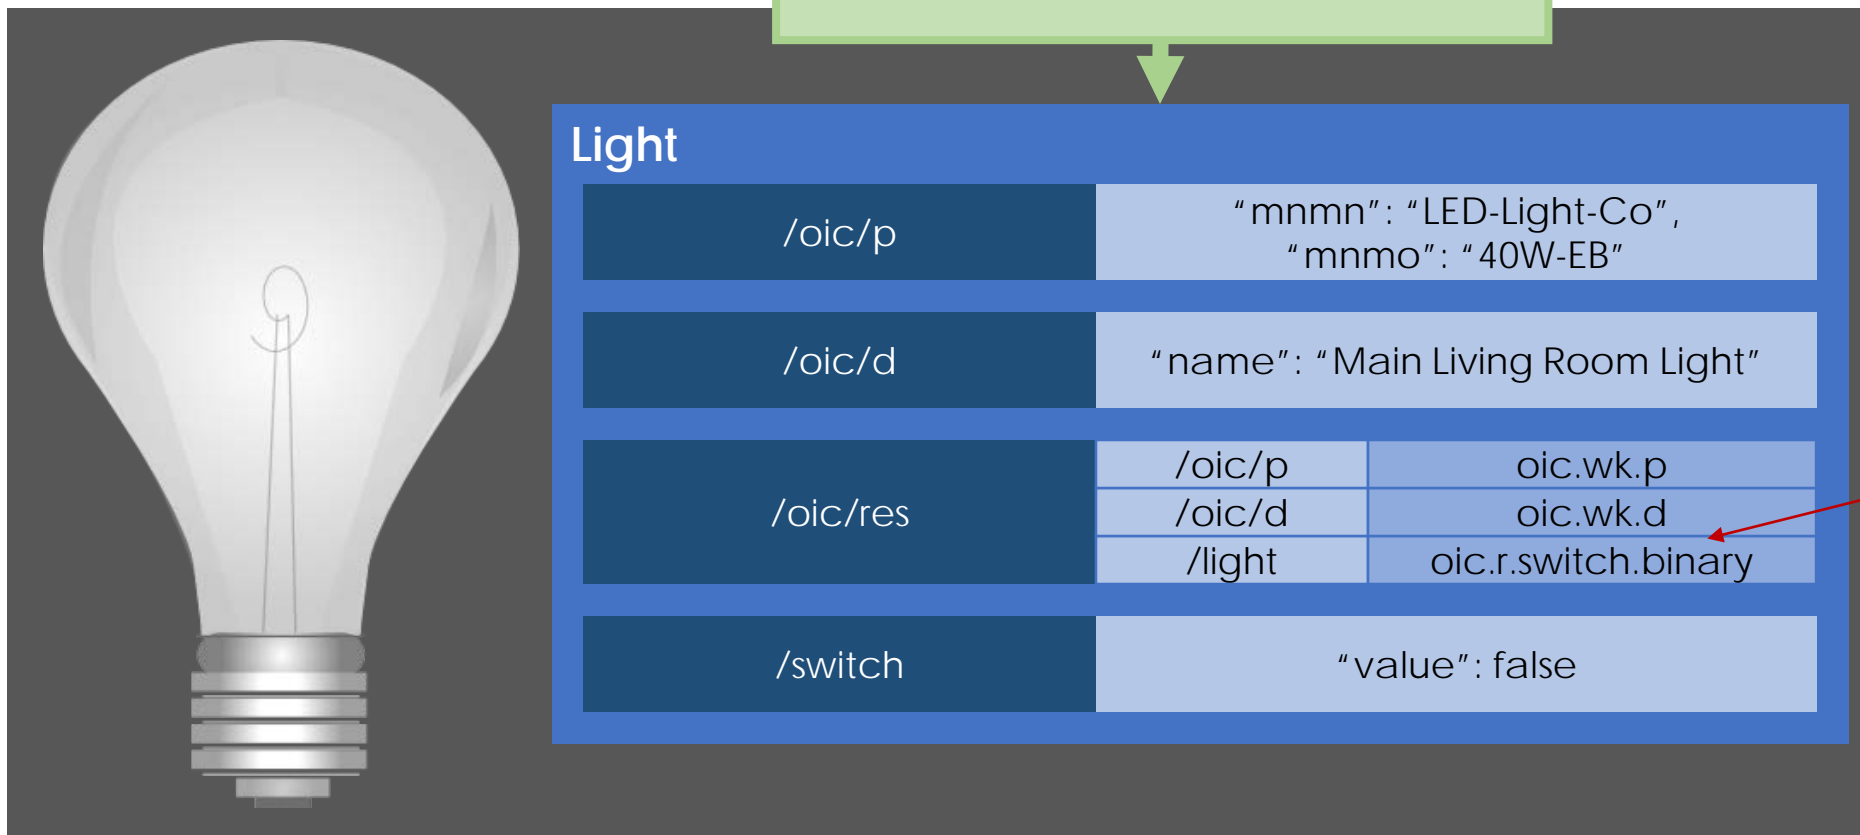 Light
/oic/p
“mnmn”: “LED-Light-Co”,
“mnmo”: “40W-EB”
/oic/d
“name”: “Main Living Room Light”
/oic/res
/oic/p oic.wk.p
/oic/d oic.wk.d
/light oic.r.switch.binary
/switch
“value”: false